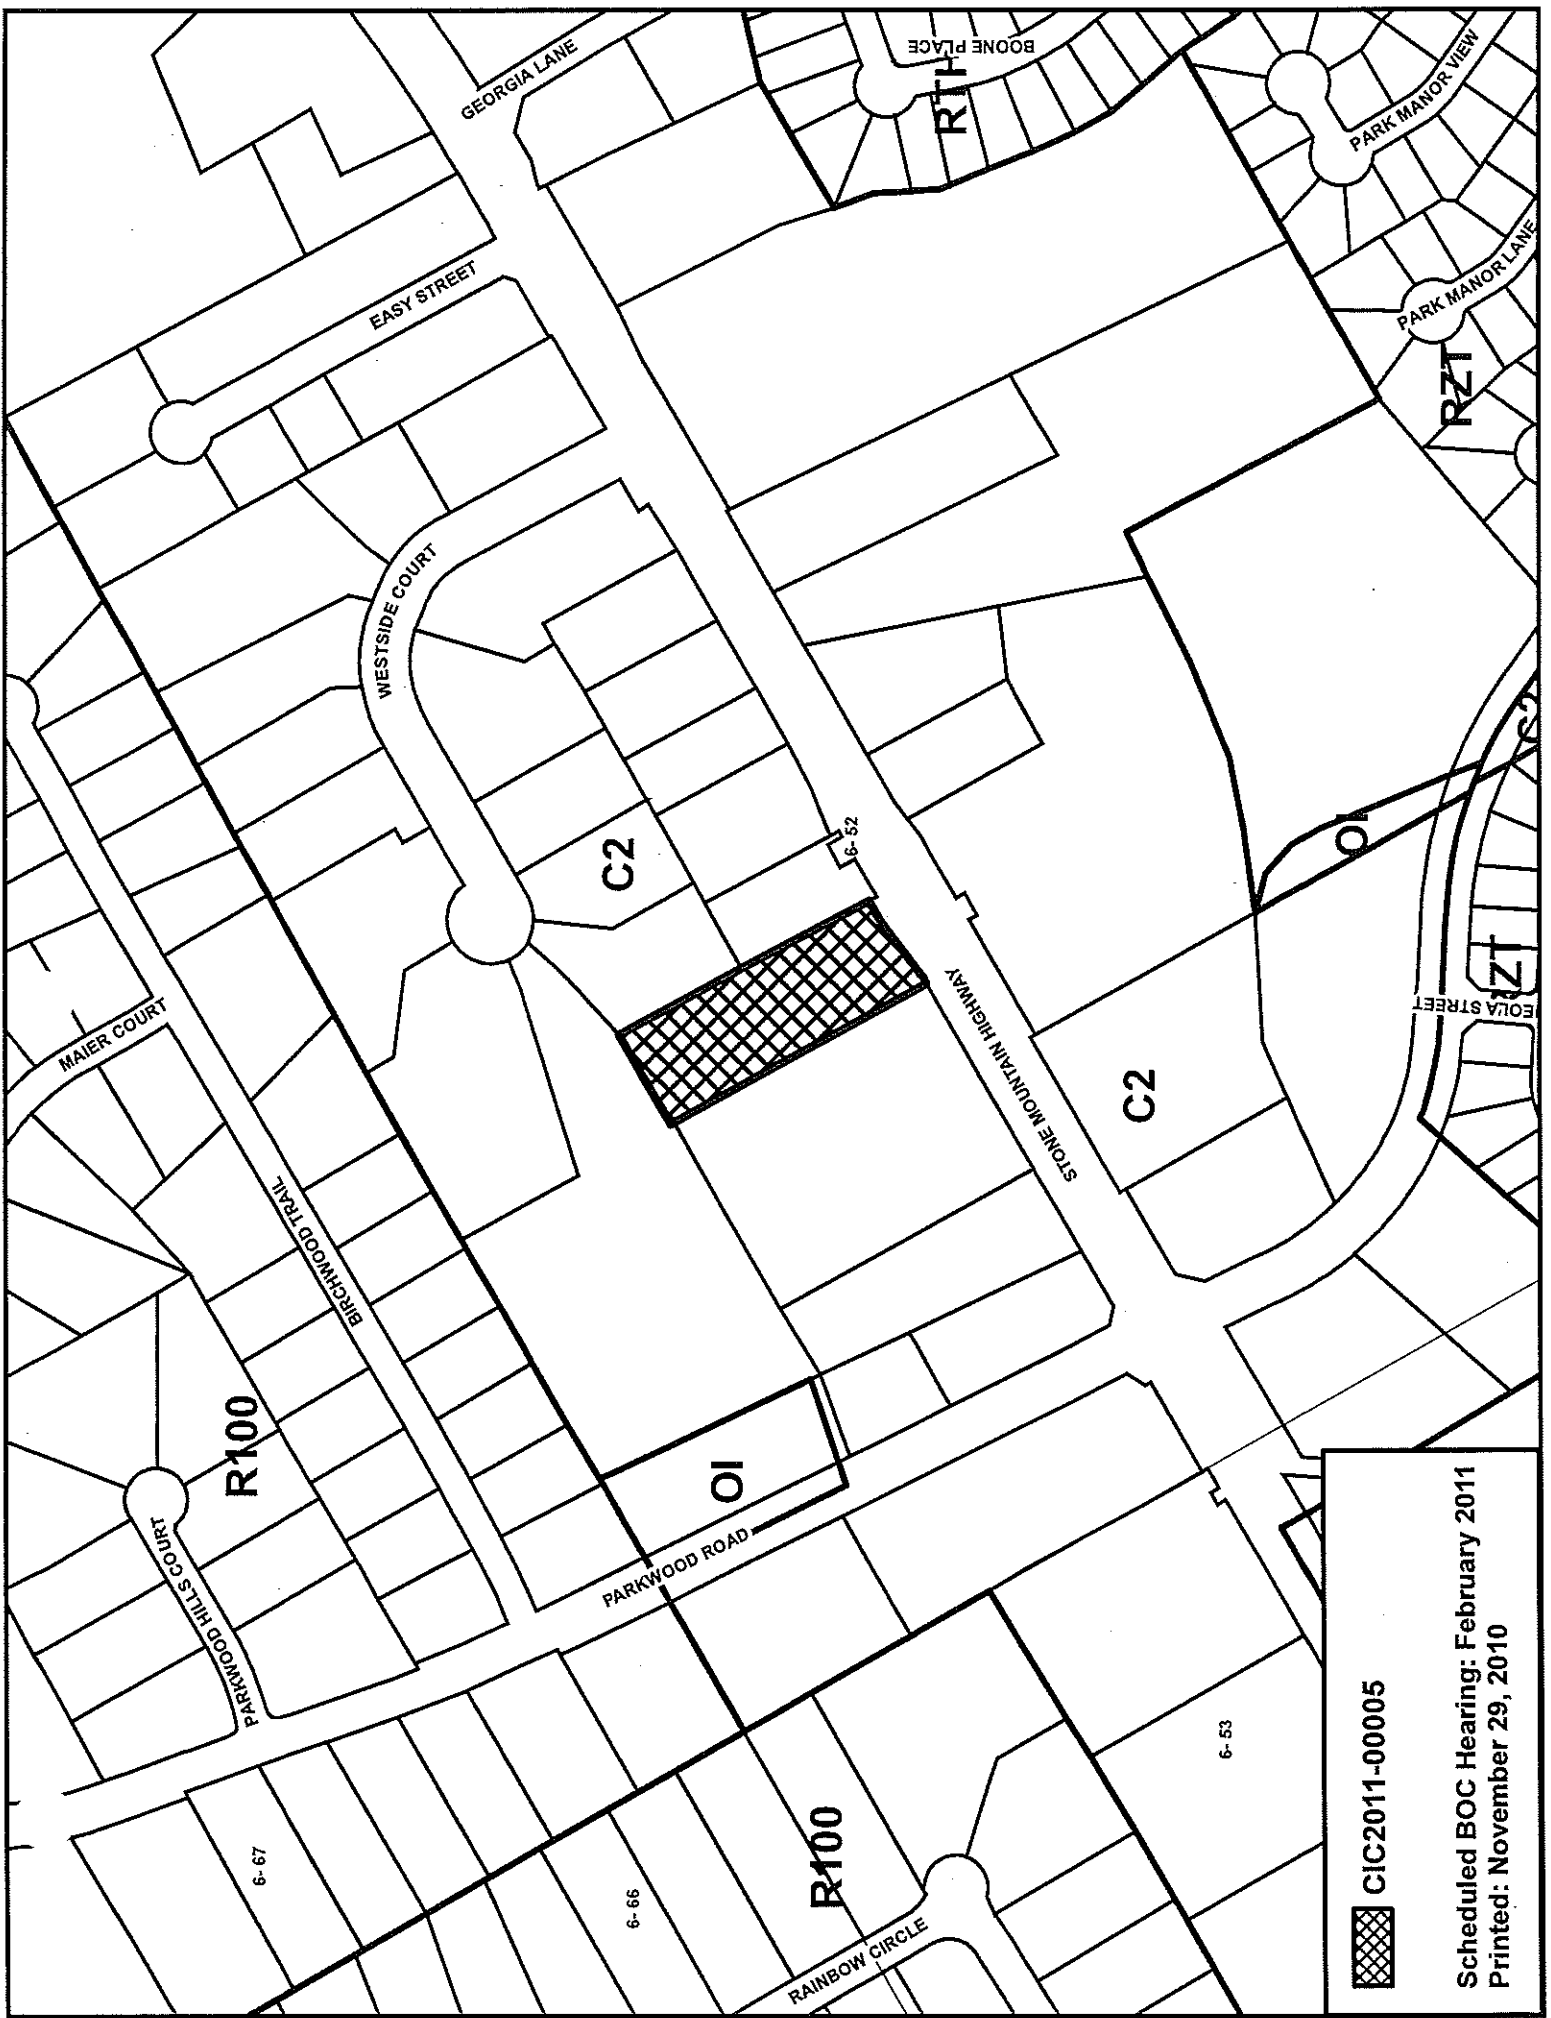 GEORGIA LANE
BOONE PLACE
RTH
PARK MANOR VIEW
EASY STREET
PARK MANOR LANE
RZT
WESTSIDE COURT
C2
C2
6- 52
OI
MAIER COURT
STONE MOUNTAIN HIGHWAY
C2
BIRCHWOOD TRAIL
R100
OI
PARKWOOD ROAD
PARKWOOD HILLS COURT
6- 67
6- 66
R100
RAINBOW CIRCLE
6- 53
CIC2011-00005
Scheduled BOC Hearing: February 2011
Printed: November 29, 2010